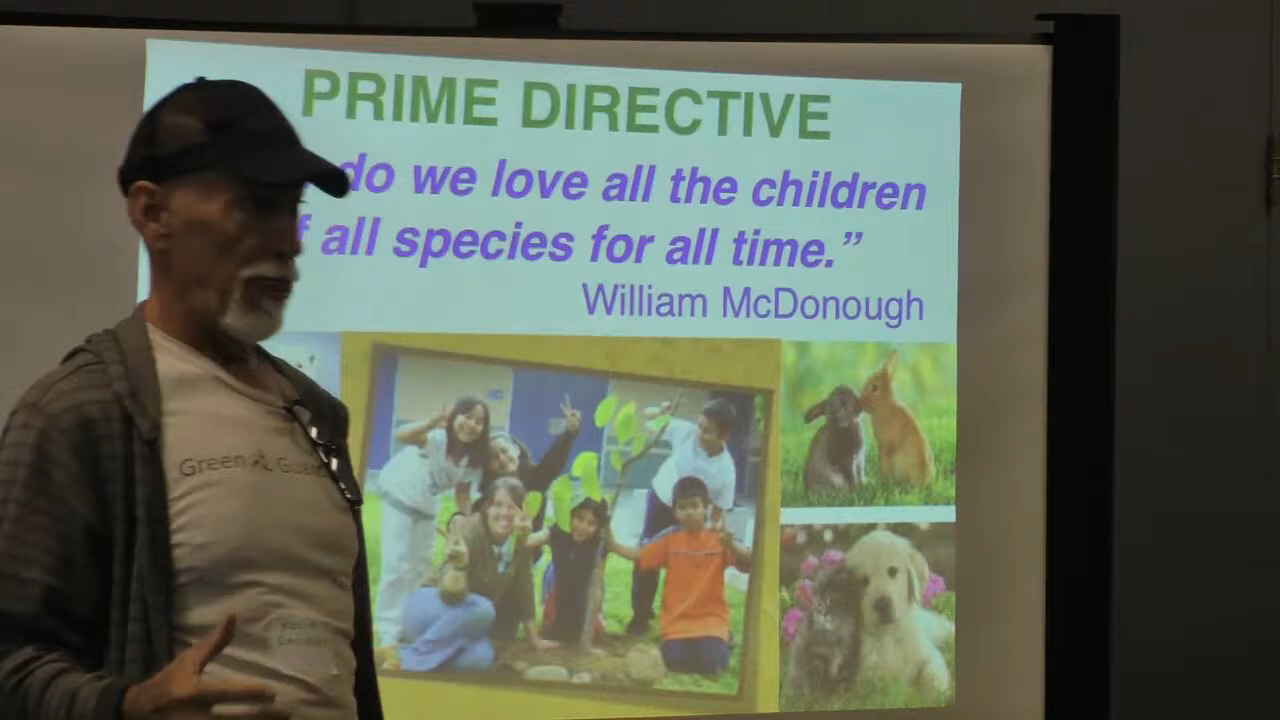 PRIME DIRECTIVE
do we love all the children
f all species for all time.”
William McDonough
Green